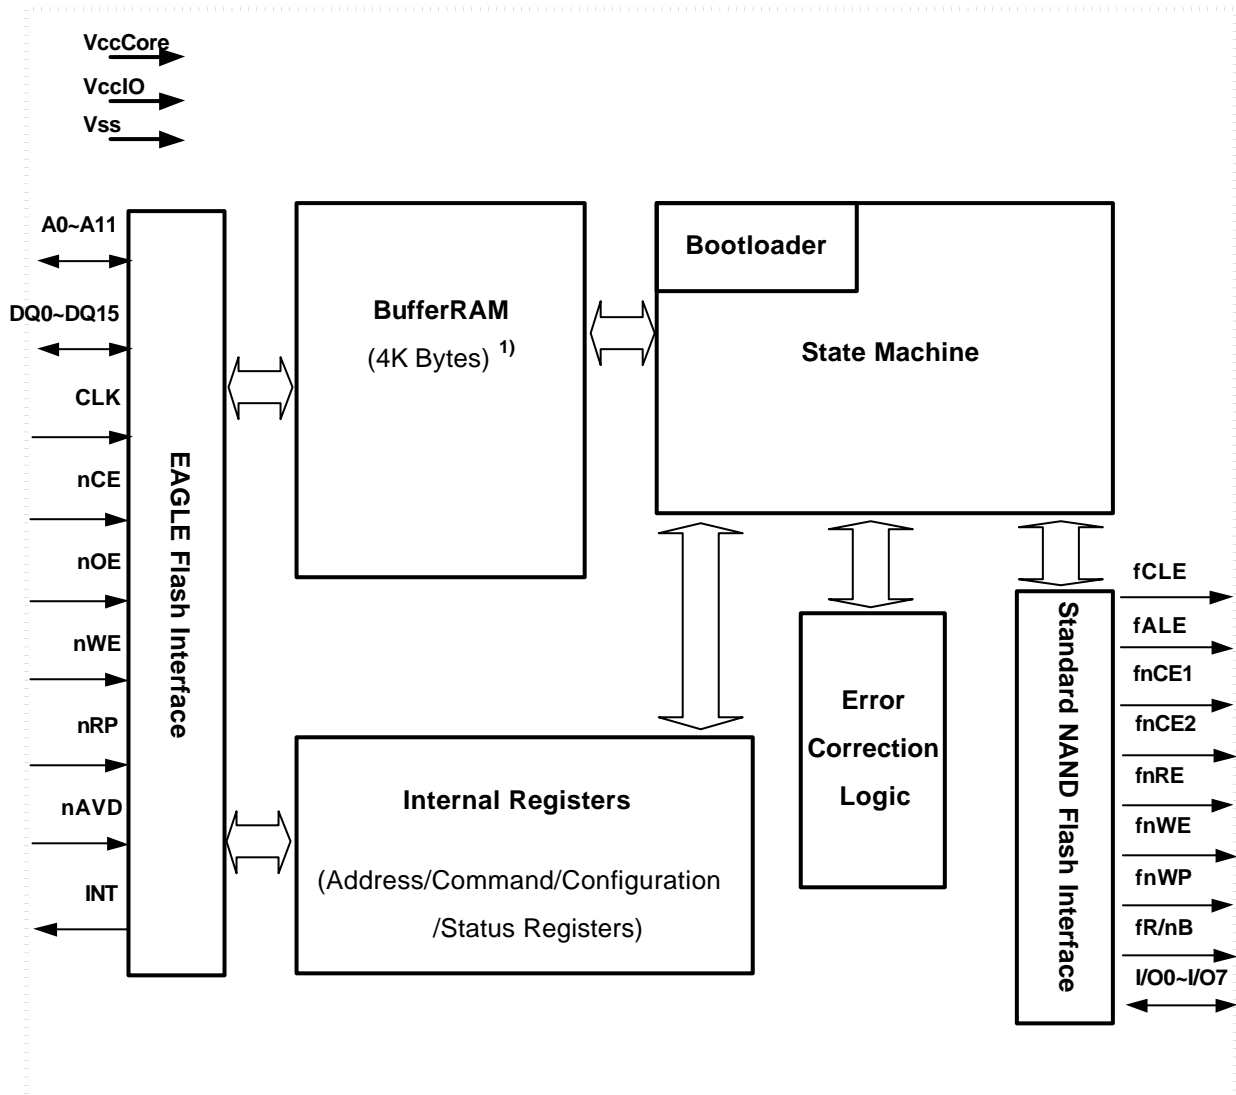 VccCore
VccIO
Vss
A0~A11
DQ0~DQ15
CLK
nCE
nOE
nWE
nRP
nAVD
INT
EAGLE Flash Interface
BufferRAM
(4K Bytes) 1)
Bootloader
State Machine
Internal Registers
(Address/Command/Configuration
/Status Registers)
Error
Correction
Logic
Standard NAND Flash Interface
fCLE
fALE
fnCE1
fnCE2
fnRE
fnWE
fnWP
fR/nB
I/O0~I/O7